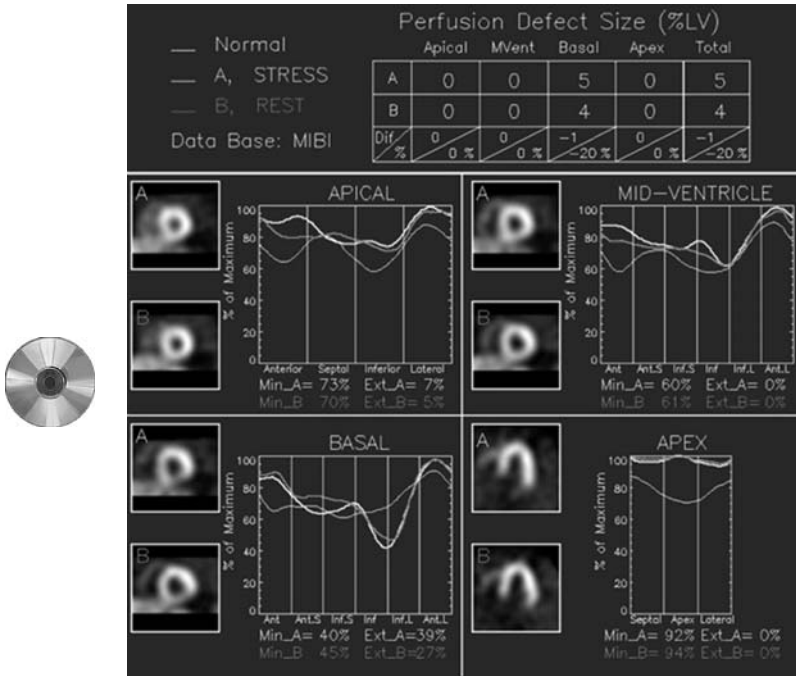 Perfusion Defect Size (%LV)
Normal
A, STRESS
B, REST
Data Base: MIBI
Apical MVent Basal Apex Total
A 0 0 5 0 5
B 0 0 4 0 4
Dif 0 0 -1 0 -1
% 0 % 0 % -20 % 0 % -20 %
A
B
APICAL
% of Maximum
100
80
60
40
20
0
Anterior Septal Inferior Lateral
Min_A= 73% Ext_A= 7%
Min_B 70% Ext_B= 5%
A
B
MID-VENTRICLE
% of Maximum
100
80
60
40
20
0
Ant Ant.S Inf.S Inf Inf.L Ant.L
Min_A= 60% Ext_A= 0%
Min_B 61% Ext_B= 0%
A
B
BASAL
% of Maximum
100
80
60
40
20
0
Ant Ant.S Inf.S Inf Inf.L Ant.L
Min_A= 40% Ext_A=39%
Min_B 45% Ext_B=27%
A
B
APEX
% of Maximum
100
80
60
40
20
0
Septal Apex Lateral
Min_A= 92% Ext_A= 0%
Min_B= 94% Ext_B= 0%